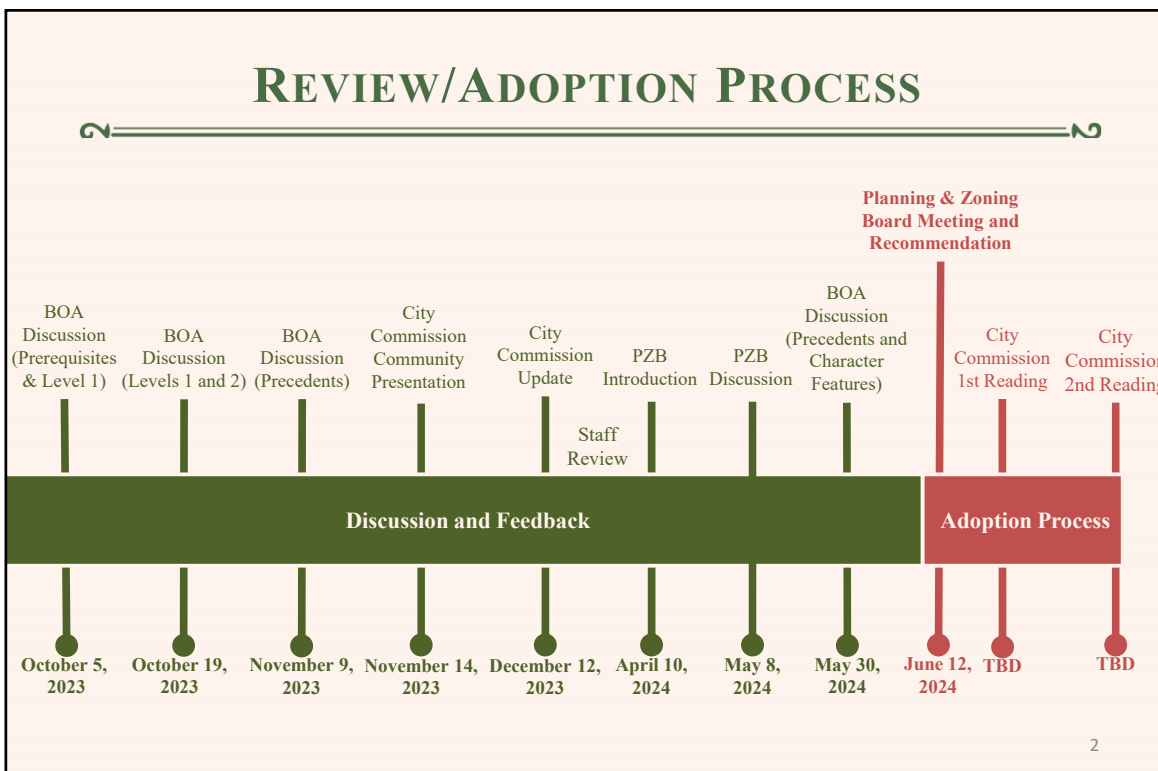 REVIEW/ADOPTION PROCESS
Planning & Zoning
Board Meeting and
Recommendation
BOA
Discussion
(Prerequisites
& Level 1)
BOA
Discussion
(Levels 1 and 2)
BOA
Discussion
(Precedents)
City
Commission
Community
Presentation
City
Commission
Update
Staff
Review
PZB
Introduction
PZB
Discussion
BOA
Discussion
(Precedents and
Character
Features)
City
Commission
1st Reading
City
Commission
2nd Reading
Discussion and Feedback
Adoption Process
October 5,
2023
October 19,
2023
November 9,
2023
November 14,
2023
December 12,
2023
April 10,
2024
May 8,
2024
May 30,
2024
June 12,
2024
TBD
TBD
2